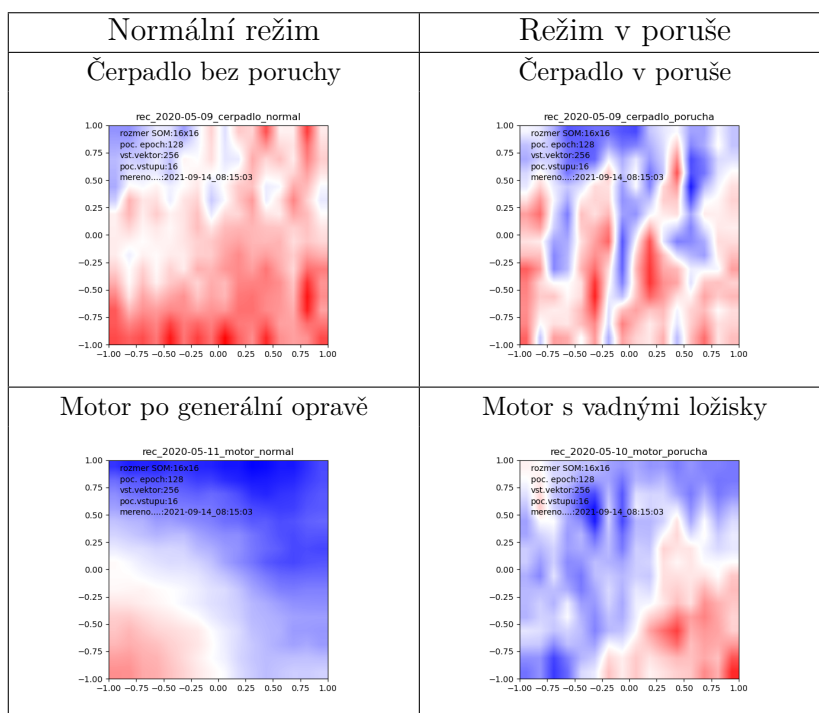 Normální režim
Režim v poruše
Čerpadlo bez poruchy
Čerpadlo v poruše
rec_2020-05-09_cerpadlo_normal
1.00
0.75
0.50
0.25
0.00
−0.25
−0.50
−0.75
−1.00
rozmer SOM:16x16
poc. epoch:128
vst.vektor:256
poc.vstupu:16
mereno....:2021-09-14_08:15:03
−1.00 −0.75 −0.50 −0.25 0.00 0.25 0.50 0.75 1.00
rec_2020-05-09_cerpadlo_porucha
1.00
0.75
0.50
0.25
0.00
−0.25
−0.50
−0.75
−1.00
rozmer SOM:16x16
poc. epoch:128
vst.vektor:256
poc.vstupu:16
mereno....:2021-09-14_08:15:03
−1.00 −0.75 −0.50 −0.25 0.00 0.25 0.50 0.75 1.00
Motor po generální opravě
Motor s vadnými ložisky
rec_2020-05-11_motor_normal
1.00
0.75
0.50
0.25
0.00
−0.25
−0.50
−0.75
−1.00
rozmer SOM:16x16
poc. epoch:128
vst.vektor:256
poc.vstupu:16
mereno....:2021-09-14_08:15:03
−1.00 −0.75 −0.50 −0.25 0.00 0.25 0.50 0.75 1.00
rec_2020-05-10_motor_porucha
1.00
0.75
0.50
0.25
0.00
−0.25
−0.50
−0.75
−1.00
rozmer SOM:16x16
poc. epoch:128
vst.vektor:256
poc.vstupu:16
mereno....:2021-09-14_08:15:03
−1.00 −0.75 −0.50 −0.25 0.00 0.25 0.50 0.75 1.00